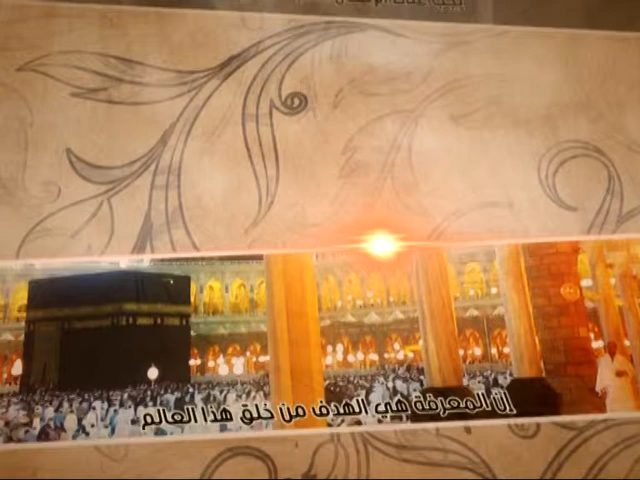 إن المعرفة هي الهدف من خلق هذا العالم